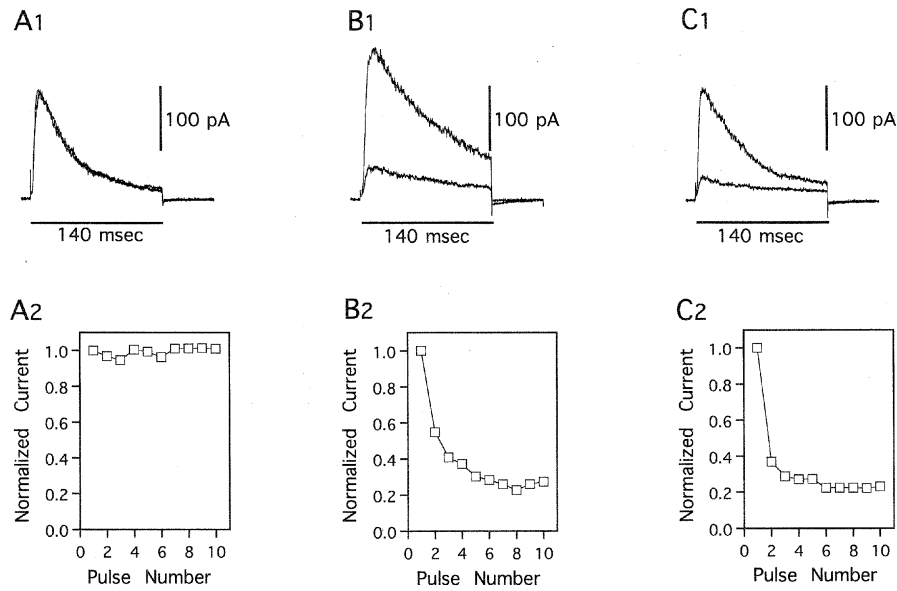 A1
B1
C1
100 pA
100 pA
100 pA
140 msec
140 msec
140 msec
A2
B2
C2
Normalized Current
1.0
0.8
0.6
0.4
0.2
0.0
0 2 4 6 8 10
Pulse Number
Normalized Current
1.0
0.8
0.6
0.4
0.2
0.0
0 2 4 6 8 10
Pulse Number
Normalized Current
1.0
0.8
0.6
0.4
0.2
0.0
0 2 4 6 8 10
Pulse Number